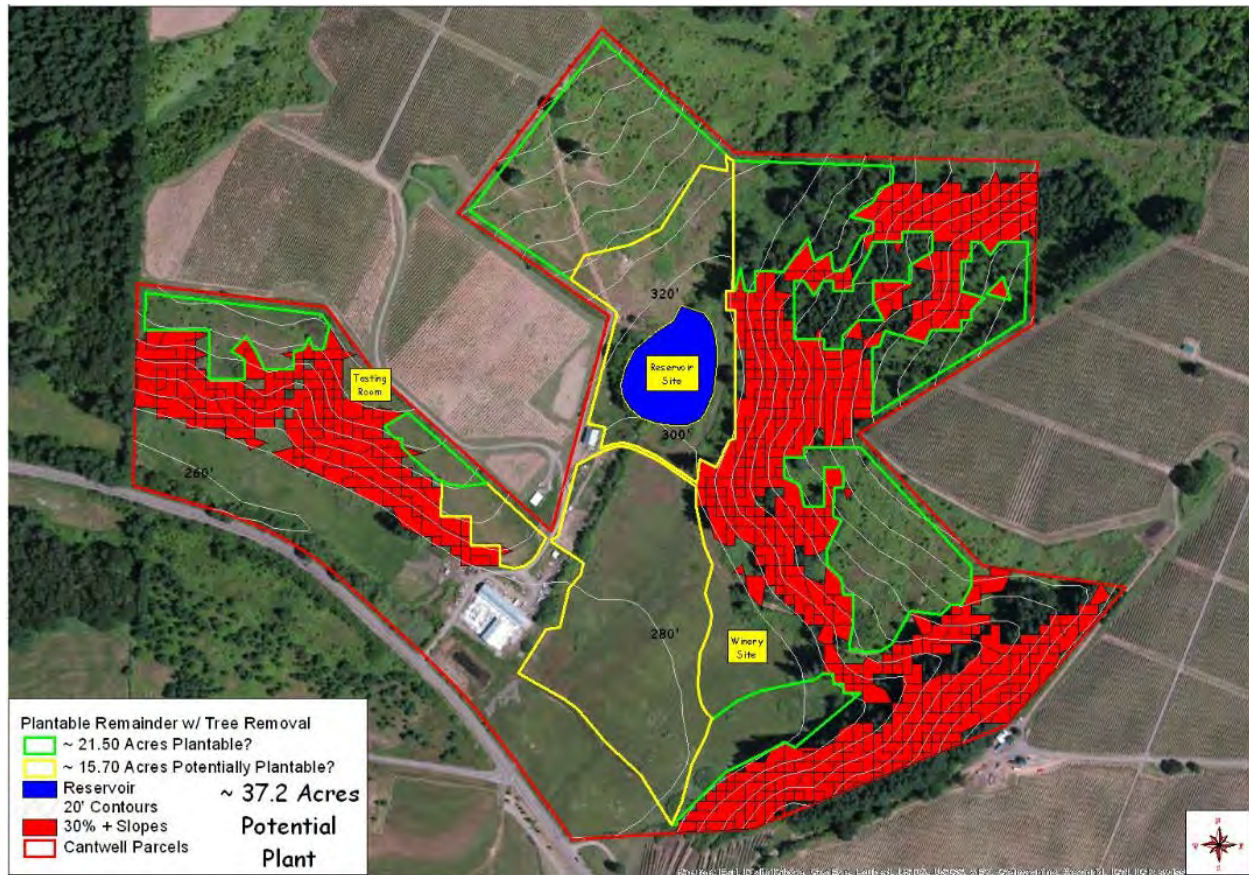 320'
Tasting
Room
Reservoir
Site
300'
260'
280'
Winery
Site
Plantable Remainder w/ Tree Removal
~ 21.50 Acres Plantable?
~ 15.70 Acres Potentially Plantable?
Reservoir
20' Contours
30% + Slopes
Cantwell Parcels
~ 37.2 Acres
Potential
Plant